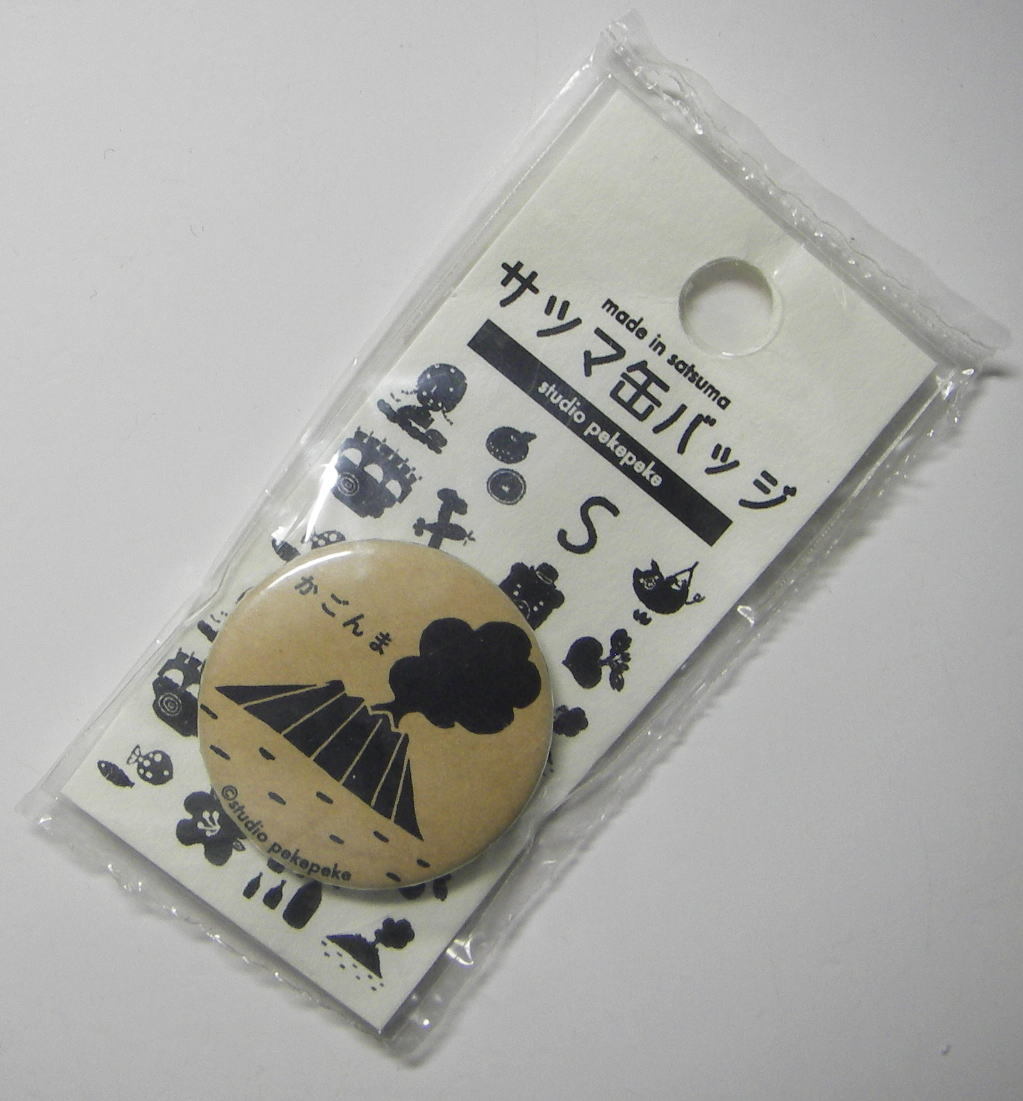 made in satsuma
サツマ缶バッジ
studio pekepeke
S
かごんま
©studio pekepeke